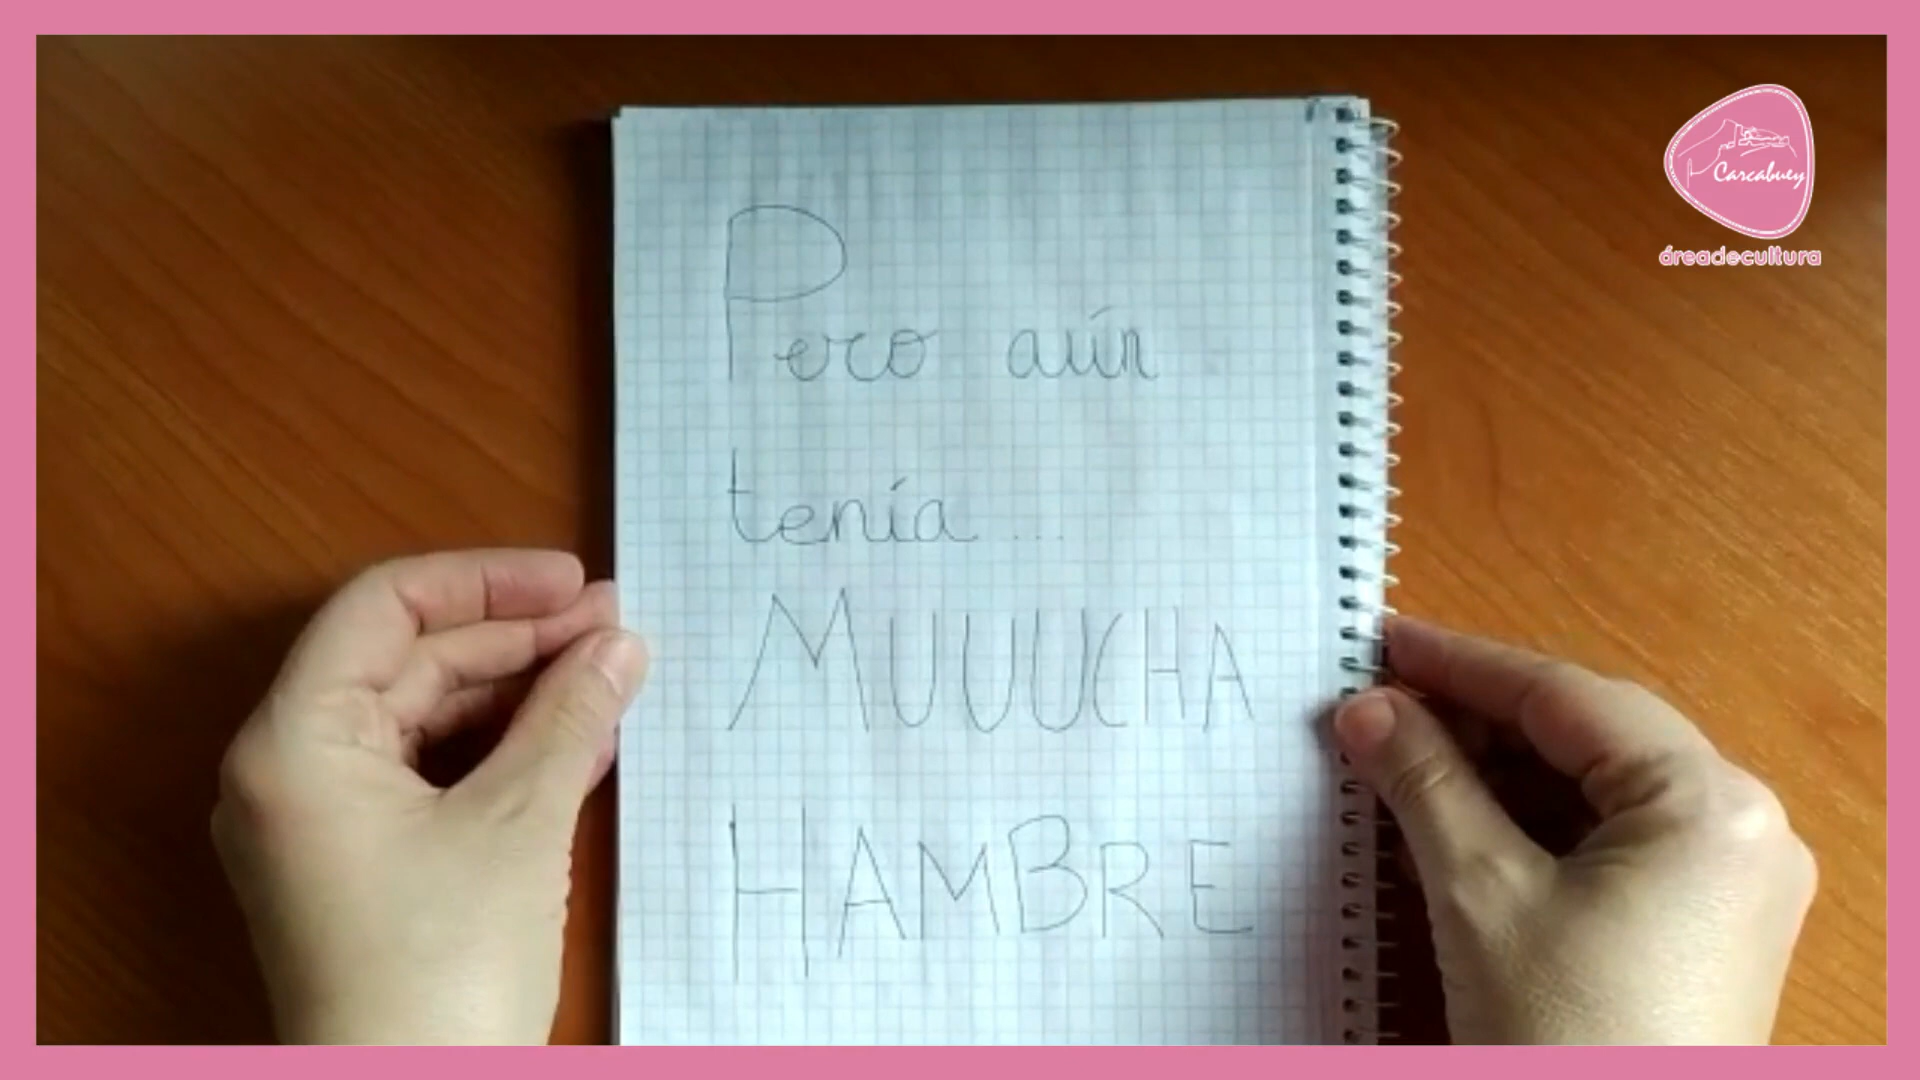 Pero aún
tenía...
MUUUCHA
HAMBRE
Carcabuey
áreadecultura